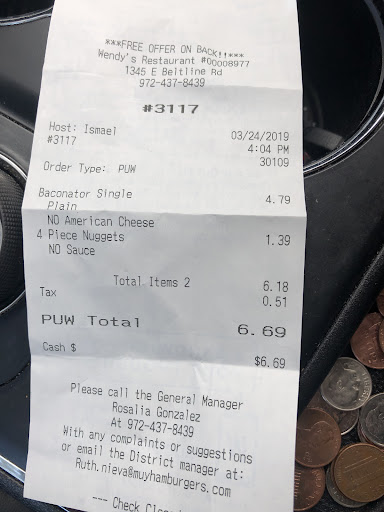 ***FREE OFFER ON BACK!!***
Wendy's Restaurant #00008977
1345 E Beltline Rd
972-437-8439
#3117
Host: Ismael 03/24/2019
#3117 4:04 PM
30109
Order Type: PUW
Baconator Single 4.79
Plain
NO American Cheese
4 Piece Nuggets 1.39
NO Sauce
Total Items 2 6.18
Tax 0.51
PUW Total 6.69
Cash $ $6.69
Please call the General Manager
Rosalia Gonzalez
At 972-437-8439
With any complaints or suggestions
or email the District manager at:
Ruth.nieva@muyhamburgers.com
--- Check